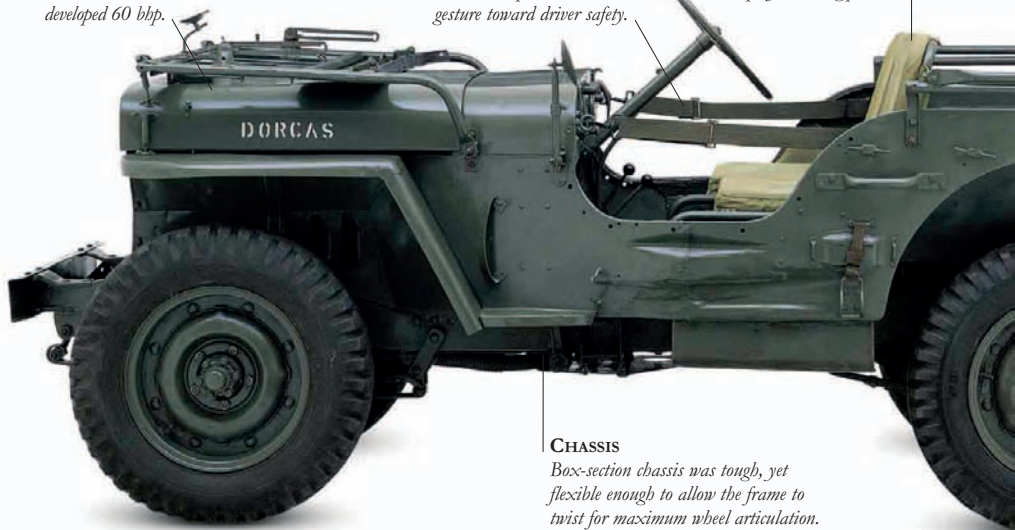 developed 60 bhp.
gesture toward driver safety.
DORCAS
CHASSIS
Box-section chassis was tough, yet
flexible enough to allow the frame to
twist for maximum wheel articulation.